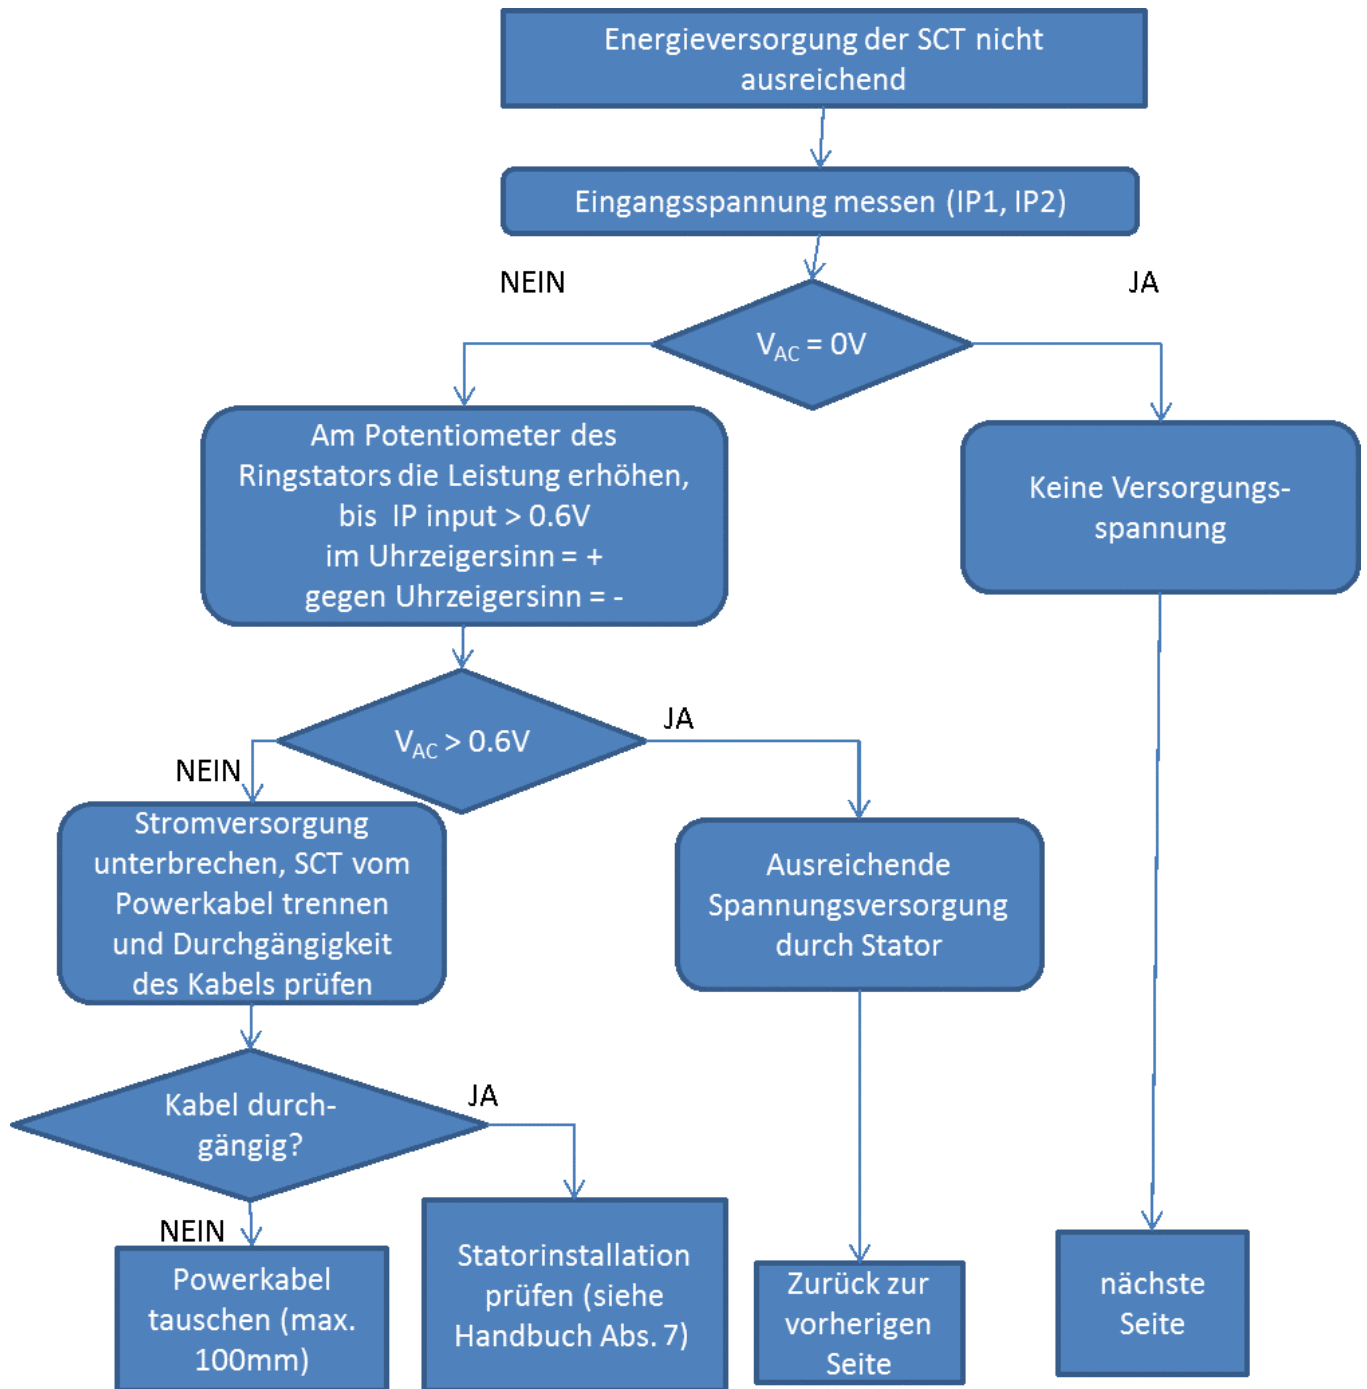 Energieversorgung der SCT nicht
ausreichend
Eingangsspannung messen (IP1, IP2)
NEIN
JA
VAC = 0V
Am Potentiometer des
Ringstators die Leistung erhöhen,
bis IP input > 0.6V
im Uhrzeigersinn = +
gegen Uhrzeigersinn = -
Keine Versorgungs-
spannung
VAC > 0.6V
JA
NEIN
Stromversorgung
unterbrechen, SCT vom
Powerkabel trennen
und Durchgängigkeit
des Kabels prüfen
Ausreichende
Spannungsversorgung
durch Stator
Kabel durch-
gängig?
JA
NEIN
Powerkabel
tauschen (max.
100mm)
Statorinstallation
prüfen (siehe
Handbuch Abs. 7)
Zurück zur
vorherigen
Seite
nächste
Seite